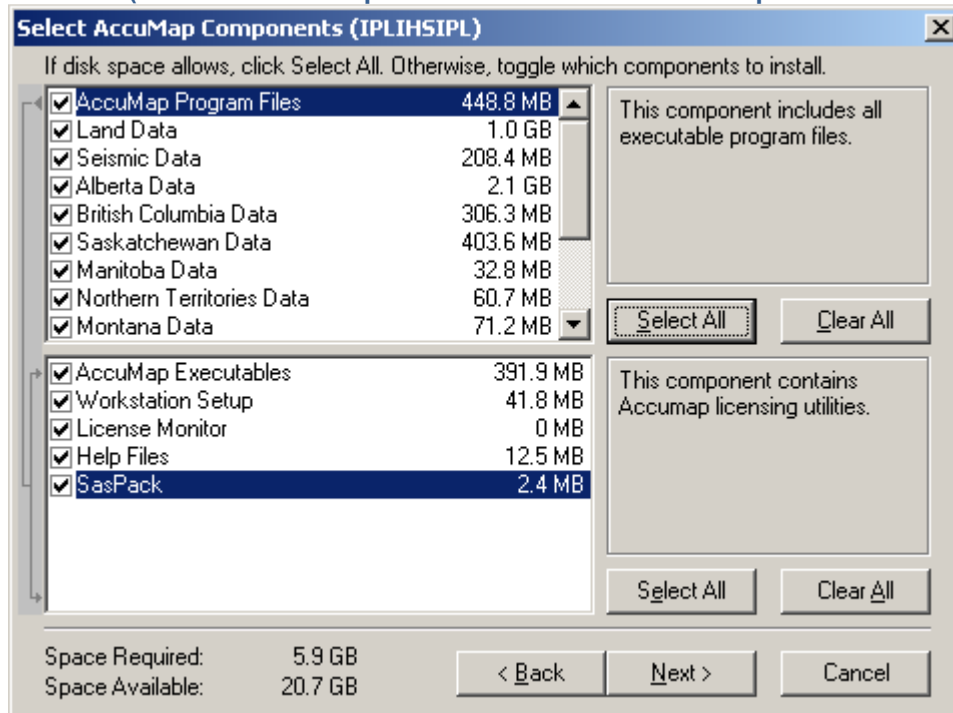 Select AccuMap Components (IPLIHSIPL)
If disk space allows, click Select All. Otherwise, toggle which components to install.
AccuMap Program Files 448.8 MB
Land Data 1.0 GB
Seismic Data 208.4 MB
Alberta Data 2.1 GB
British Columbia Data 306.3 MB
Saskatchewan Data 403.6 MB
Manitoba Data 32.8 MB
Northern Territories Data 60.7 MB
Montana Data 71.2 MB
This component includes all
executable program files.
Select All Clear All
AccuMap Executables 391.9 MB
Workstation Setup 41.8 MB
License Monitor 0 MB
Help Files 12.5 MB
SasPack 2.4 MB
This component contains
Accumap licensing utilities.
Select All Clear All
Space Required: 5.9 GB
Space Available: 20.7 GB
< Back Next > Cancel